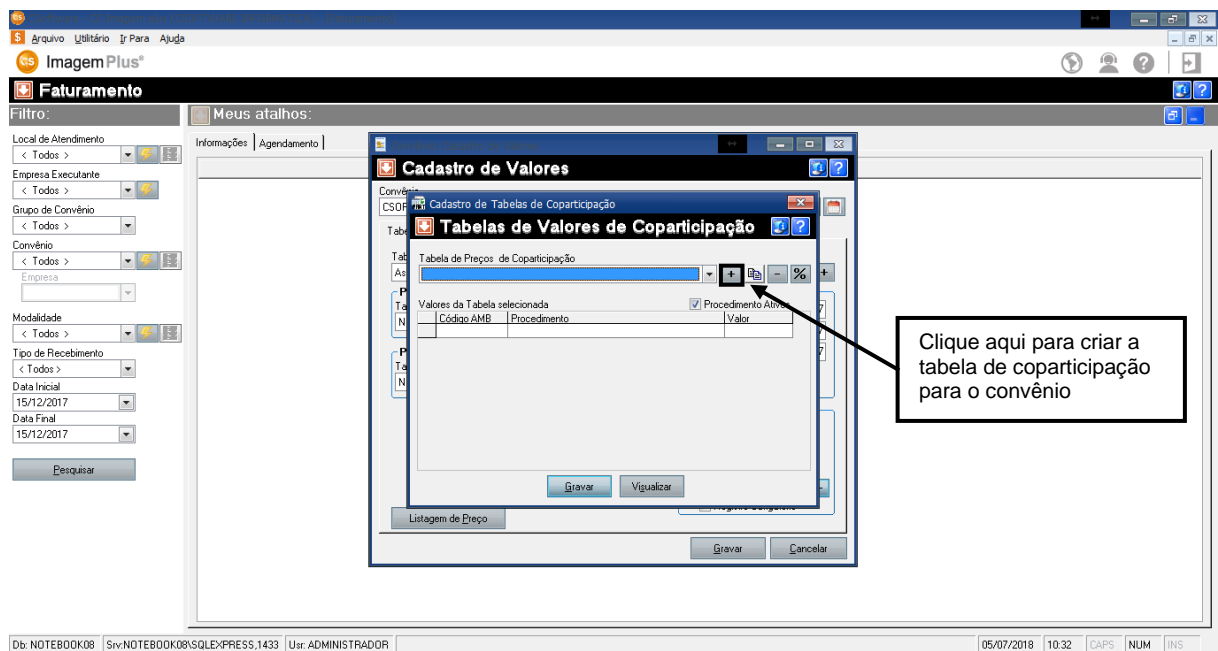 Arquivo Utilitário Ir Para Ajuda
ImagemPlus®
Faturamento
Filtro:
Meus atalhos:
Informações Agendamento
Local de Atendimento
< Todos >
Empresa Executante
< Todos >
Grupo de Convênio
< Todos >
Convênio
< Todos >
Empresa
Modalidade
< Todos >
Tipo de Recebimento
< Todos >
Data Inicial
15/12/2017
Data Final
15/12/2017
Pesquisar
Cadastro de Valores
Convênio
Cadastro de Tabelas de Coparticipação
Tabelas de Valores de Coparticipação
Tabela de Preços de Coparticipação
Valores da Tabela selecionada
Procedimento Ativos
Código AMB Procedimento Valor
Gravar Visualizar
Listagem de Preço
Gravar Cancelar
Clique aqui para criar a
tabela de coparticipação
para o convênio
Db: NOTEBOOK08 Srv:NOTEBOOK08\SQLEXPRESS,1433 Usr: ADMINISTRADOR 05/07/2018 10:32 CAPS NUM INS